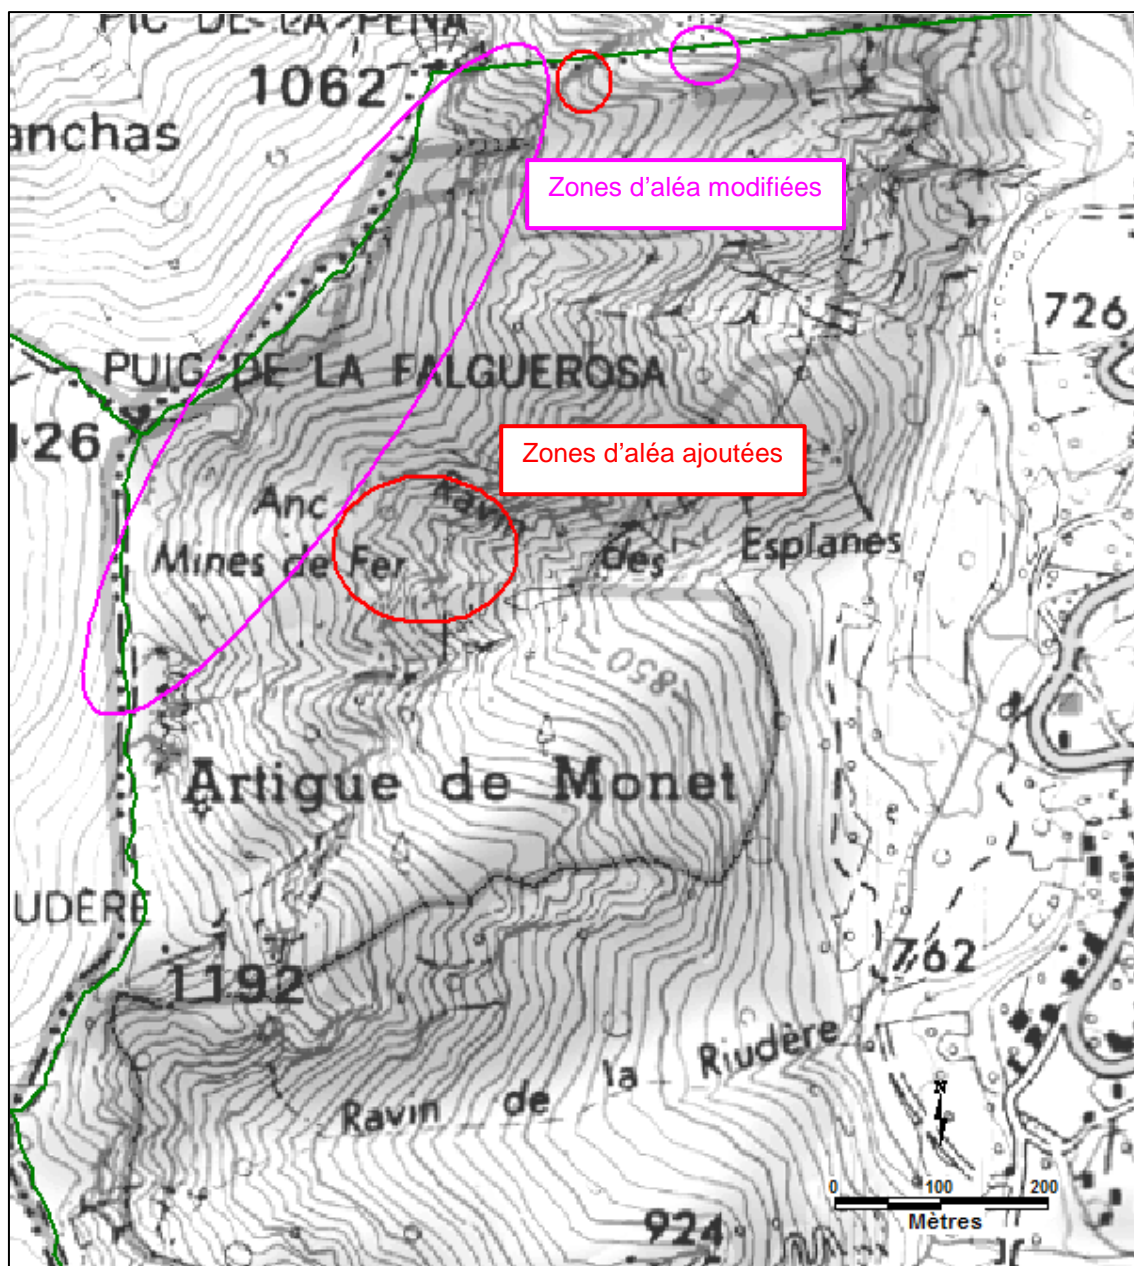 PIC DE LA PENA
1062
anchas
Zones d'aléa modifiées
726
PUIG DE LA FALGUEROSA
126
Zones d'aléa ajoutées
Anc
Ravin
Mines de Fer
des
Esplanes
850
Artigue de Monet
UDÈRE
762
1192
Riudère
la
de
Ravin
N
0 100 200
Mètres
924